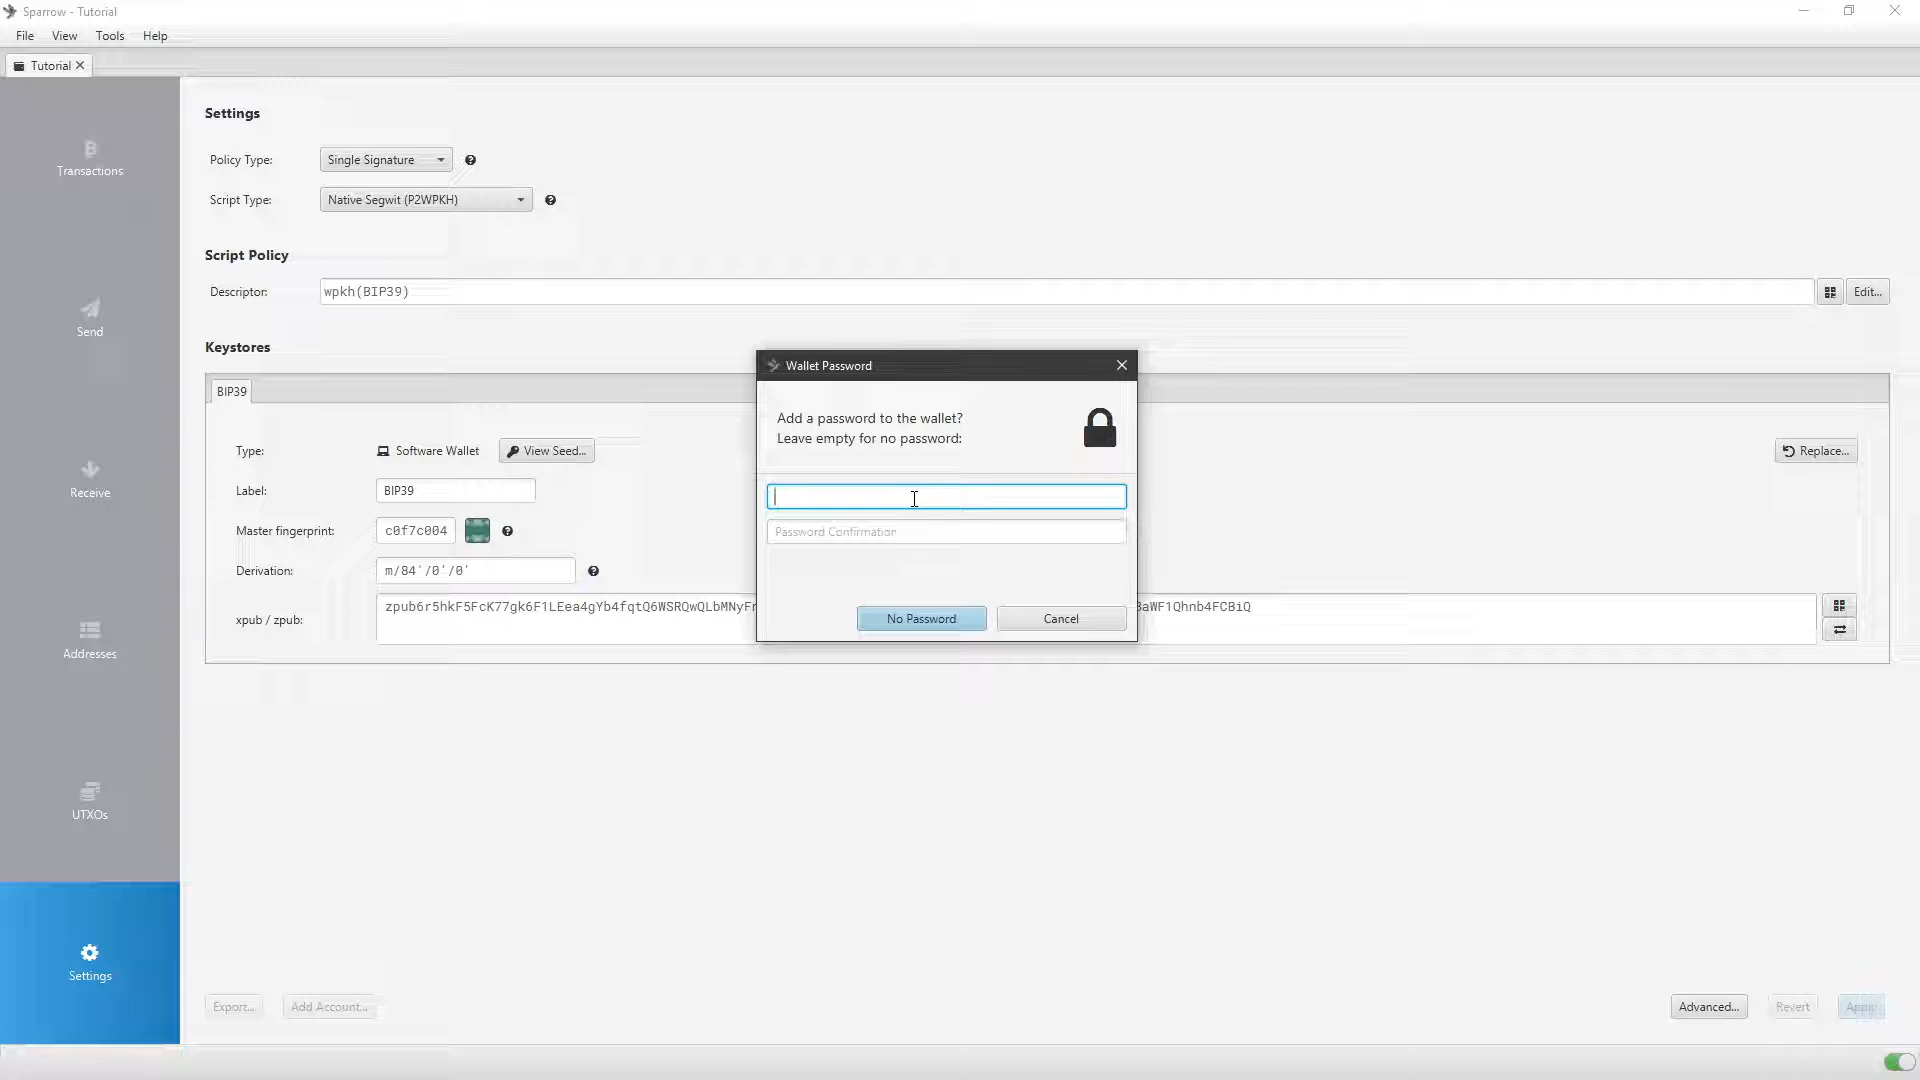 Sparrow - Tutorial
File View Tools Help
Tutorial
Transactions
Send
Receive
Addresses
UTXOs
Settings
Settings
Policy Type: Single Signature
Script Type: Native Segwit (P2WPKH)
Script Policy
Descriptor: wpkh(BIP39) Edit...
Keystores
BIP39
Type: Software Wallet View Seed... Replace...
Label: BIP39
Master fingerprint: c0f7c004
Derivation: m/84'/0'/0'
xpub / zpub: zpub6r5hkF5FcK77gk6F1LEea4gYb4fqtQ6WSRQwQLbMNyFr aWF1Qhnb4FCBiQ
Wallet Password
Add a password to the wallet?
Leave empty for no password:
Password Confirmation
No Password Cancel
Export... Add Account... Advanced... Revert Apply